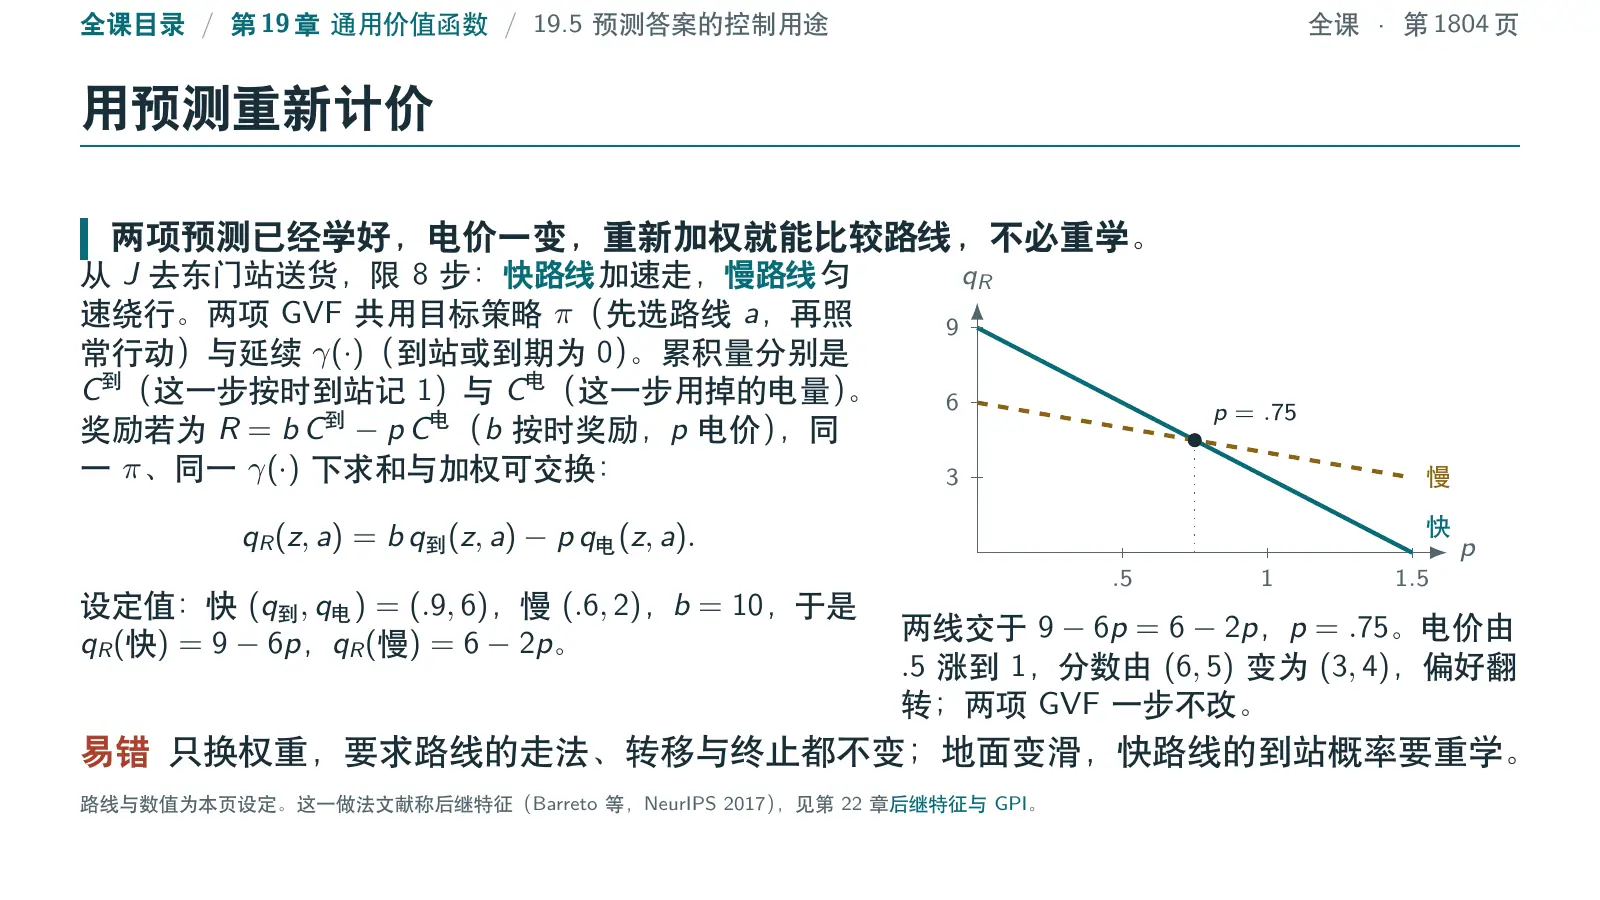 全课目录 / 第 19 章 通用价值函数 / 19.5 预测答案的控制用途
全课 · 第 1804 页
用预测重新计价
两项预测已经学好，电价一变，重新加权就能比较路线，不必重学。
从 J 去东门站送货，限 8 步：快路线加速走，慢路线匀
速绕行。两项 GVF 共用目标策略 π（先选路线 a，再照
常行动）与延续 γ(·)（到站或到期为 0）。累积量分别是
C^到（这一步按时到站记 1）与 C^电（这一步用掉的电量）。
奖励若为 R = b C^到 − p C^电（b 按时奖励，p 电价），同
一 π、同一 γ(·) 下求和与加权可交换：
q_R(z, a) = b q_到(z, a) − p q_电(z, a).
设定值：快 (q_到, q_电) = (.9, 6)，慢 (.6, 2)，b = 10，于是
q_R(快) = 9 − 6p，q_R(慢) = 6 − 2p。
q_R
9
6
3
p = .75
慢
快
p
.5
1
1.5
两线交于 9 − 6p = 6 − 2p，p = .75。电价由
.5 涨到 1，分数由 (6, 5) 变为 (3, 4)，偏好翻
转；两项 GVF 一步不改。
易错 只换权重，要求路线的走法、转移与终止都不变；地面变滑，快路线的到站概率要重学。
路线与数值为本页设定。这一做法文献称后继特征（Barreto 等，NeurIPS 2017），见第 22 章后继特征与 GPI。